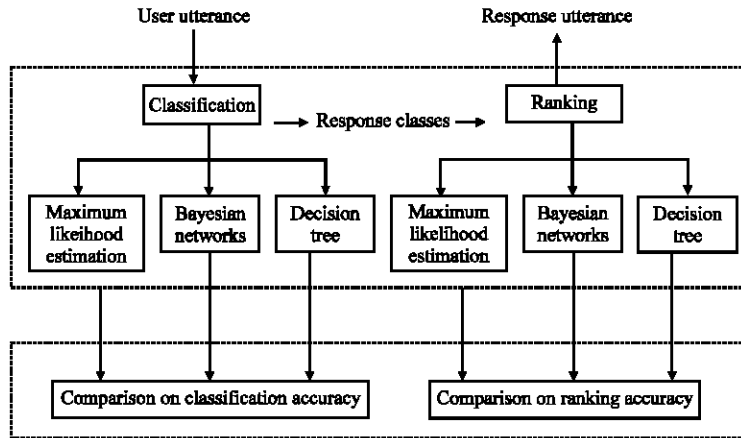 User utterance
Response utterance
Classification
Response classes
Ranking
Maximum
likeihood
estimation
Bayesian
networks
Decision
tree
Maximum
likelihood
estimation
Bayesian
networks
Decision
tree
Comparison on classification accuracy
Comparison on ranking accuracy